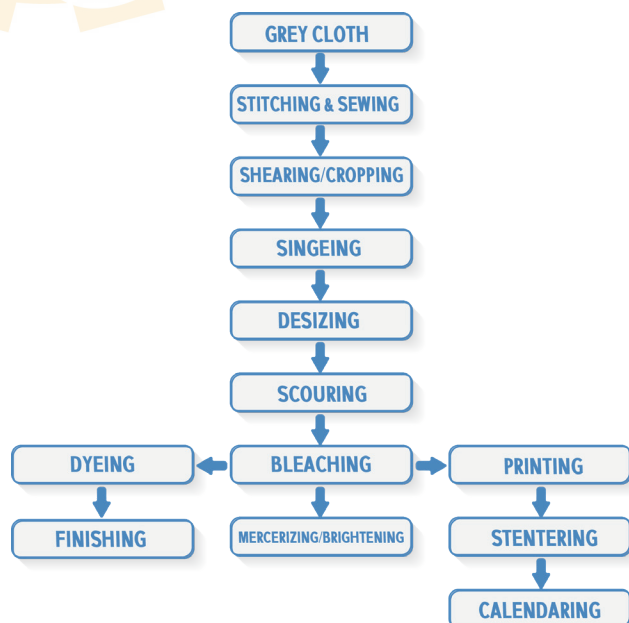 GREY CLOTH
STITCHING & SEWING
SHEARING/CROPPING
SINGEING
DESIZING
SCOURING
DYEING
BLEACHING
PRINTING
FINISHING
MERCERIZING/BRIGHTENING
STENTERING
CALENDARING